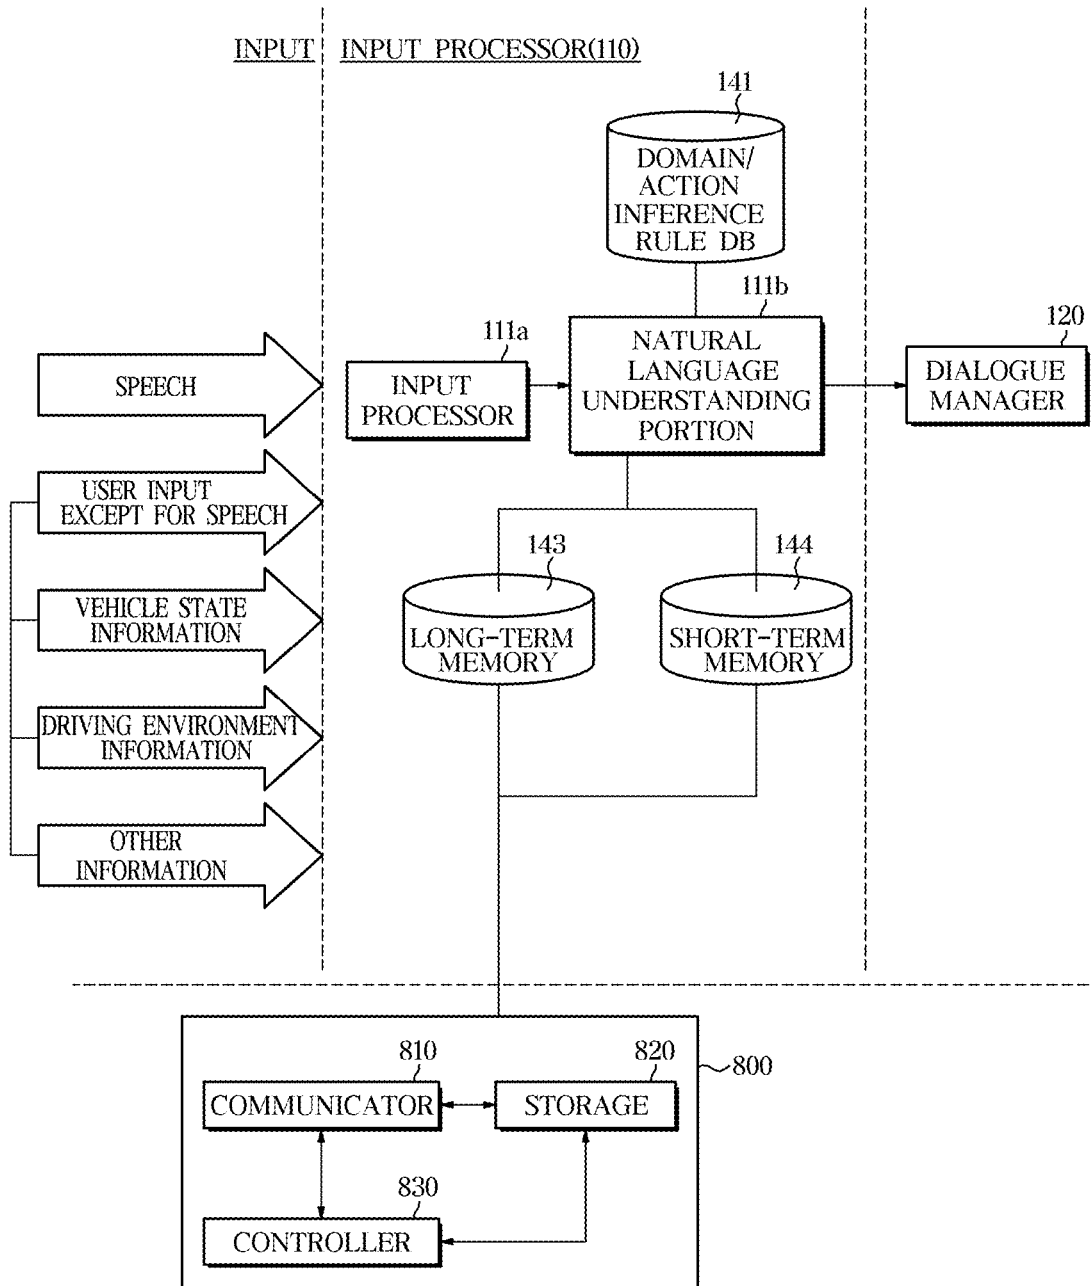 INPUT
INPUT PROCESSOR(110)
141
DOMAIN/
ACTION
INFERENCE
RULE DB
111b
111a
120
SPEECH
INPUT
PROCESSOR
NATURAL
LANGUAGE
UNDERSTANDING
PORTION
DIALOGUE
MANAGER
USER INPUT
EXCEPT FOR SPEECH
143
144
VEHICLE STATE
INFORMATION
LONG-TERM
MEMORY
SHORT-TERM
MEMORY
DRIVING ENVIRONMENT
INFORMATION
OTHER
INFORMATION
810
820
800
COMMUNICATOR
STORAGE
830
CONTROLLER